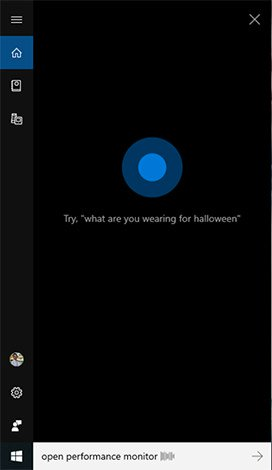 Try, "what are you wearing for halloween"
open performance monitor